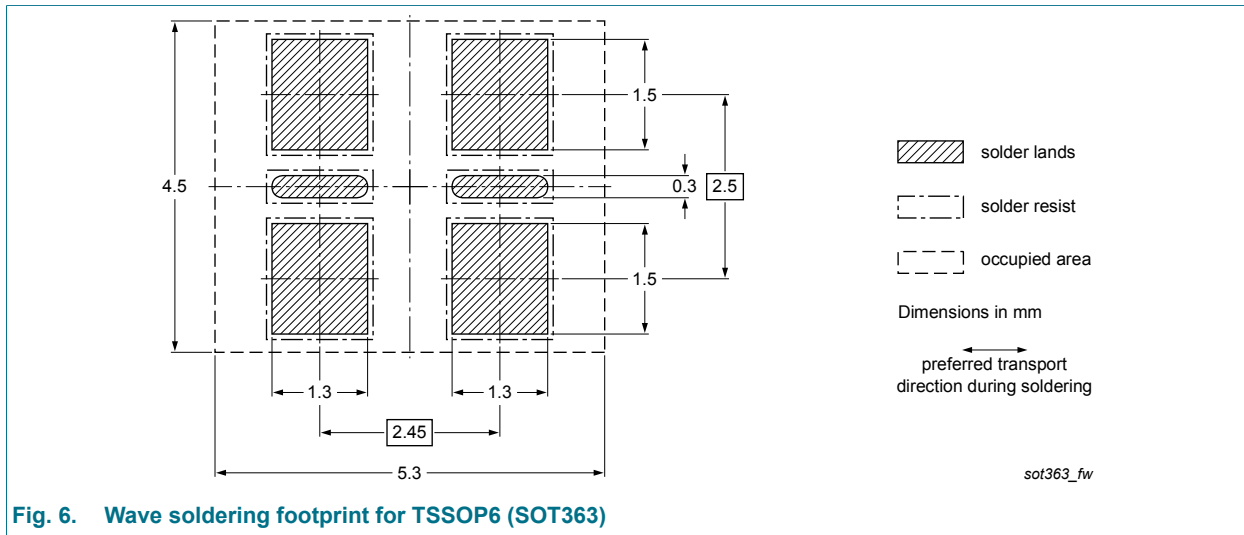 1.5
solder lands
4.5
0.3
2.5
solder resist
occupied area
1.5
Dimensions in mm
preferred transport
direction during soldering
1.3
1.3
2.45
5.3
sot363_fw
Fig. 6. Wave soldering footprint for TSSOP6 (SOT363)